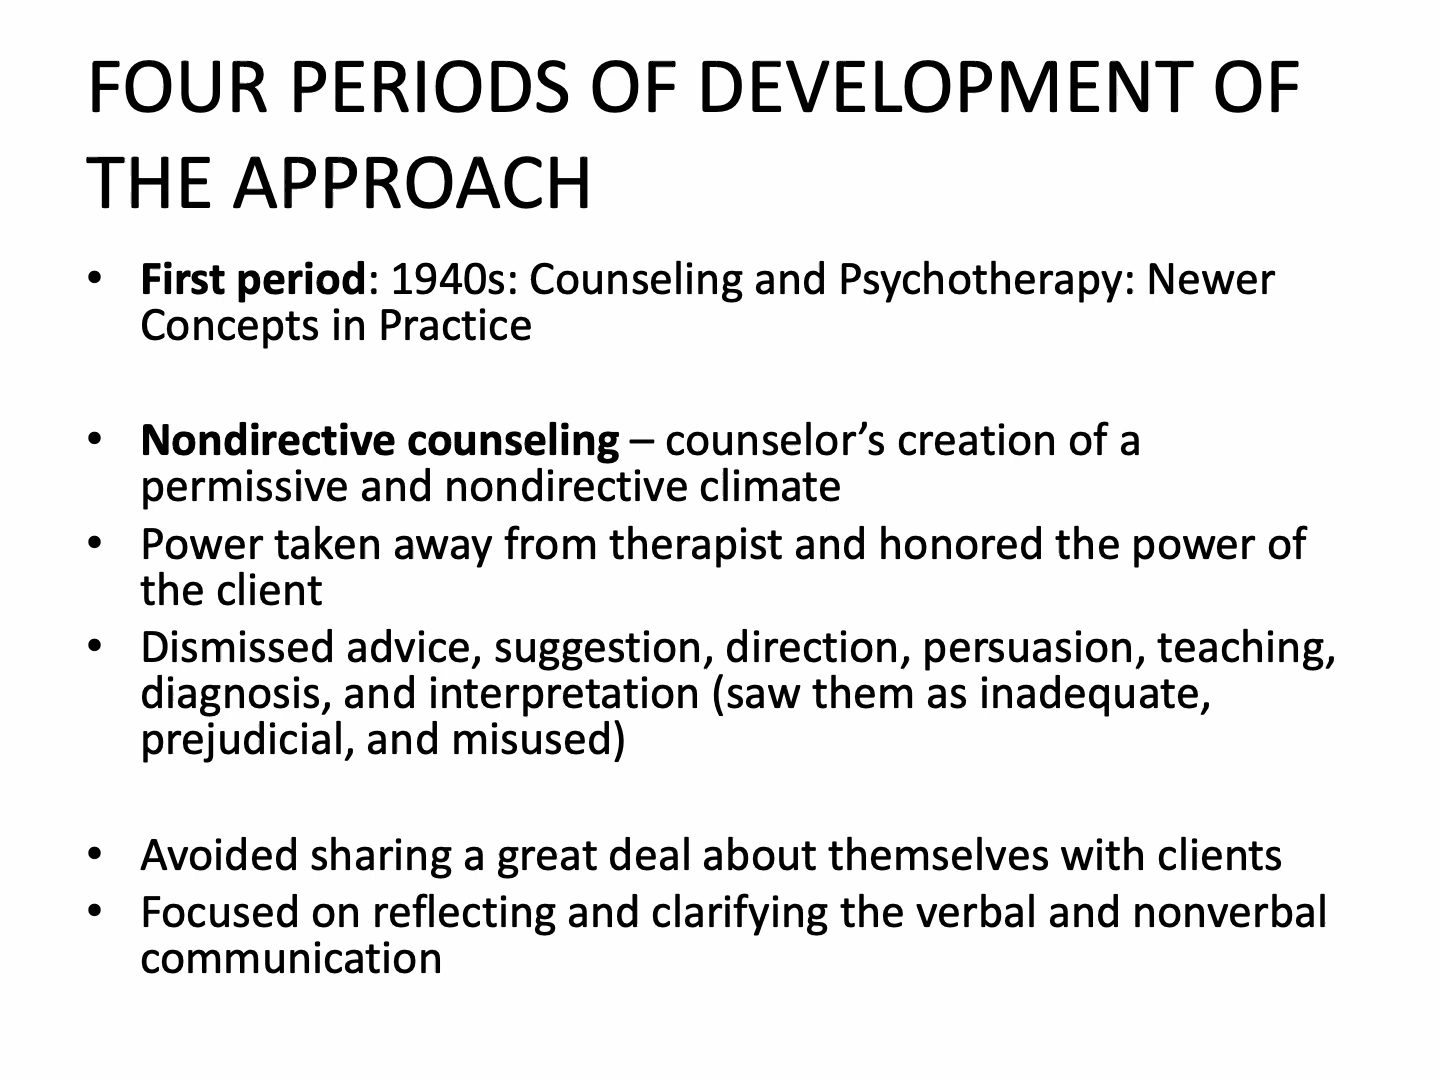 FOUR PERIODS OF DEVELOPMENT OF
THE APPROACH
• First period: 1940s: Counseling and Psychotherapy: Newer
Concepts in Practice
• Nondirective counseling – counselor’s creation of a
permissive and nondirective climate
• Power taken away from therapist and honored the power of
the client
• Dismissed advice, suggestion, direction, persuasion, teaching,
diagnosis, and interpretation (saw them as inadequate,
prejudicial, and misused)
• Avoided sharing a great deal about themselves with clients
• Focused on reflecting and clarifying the verbal and nonverbal
communication